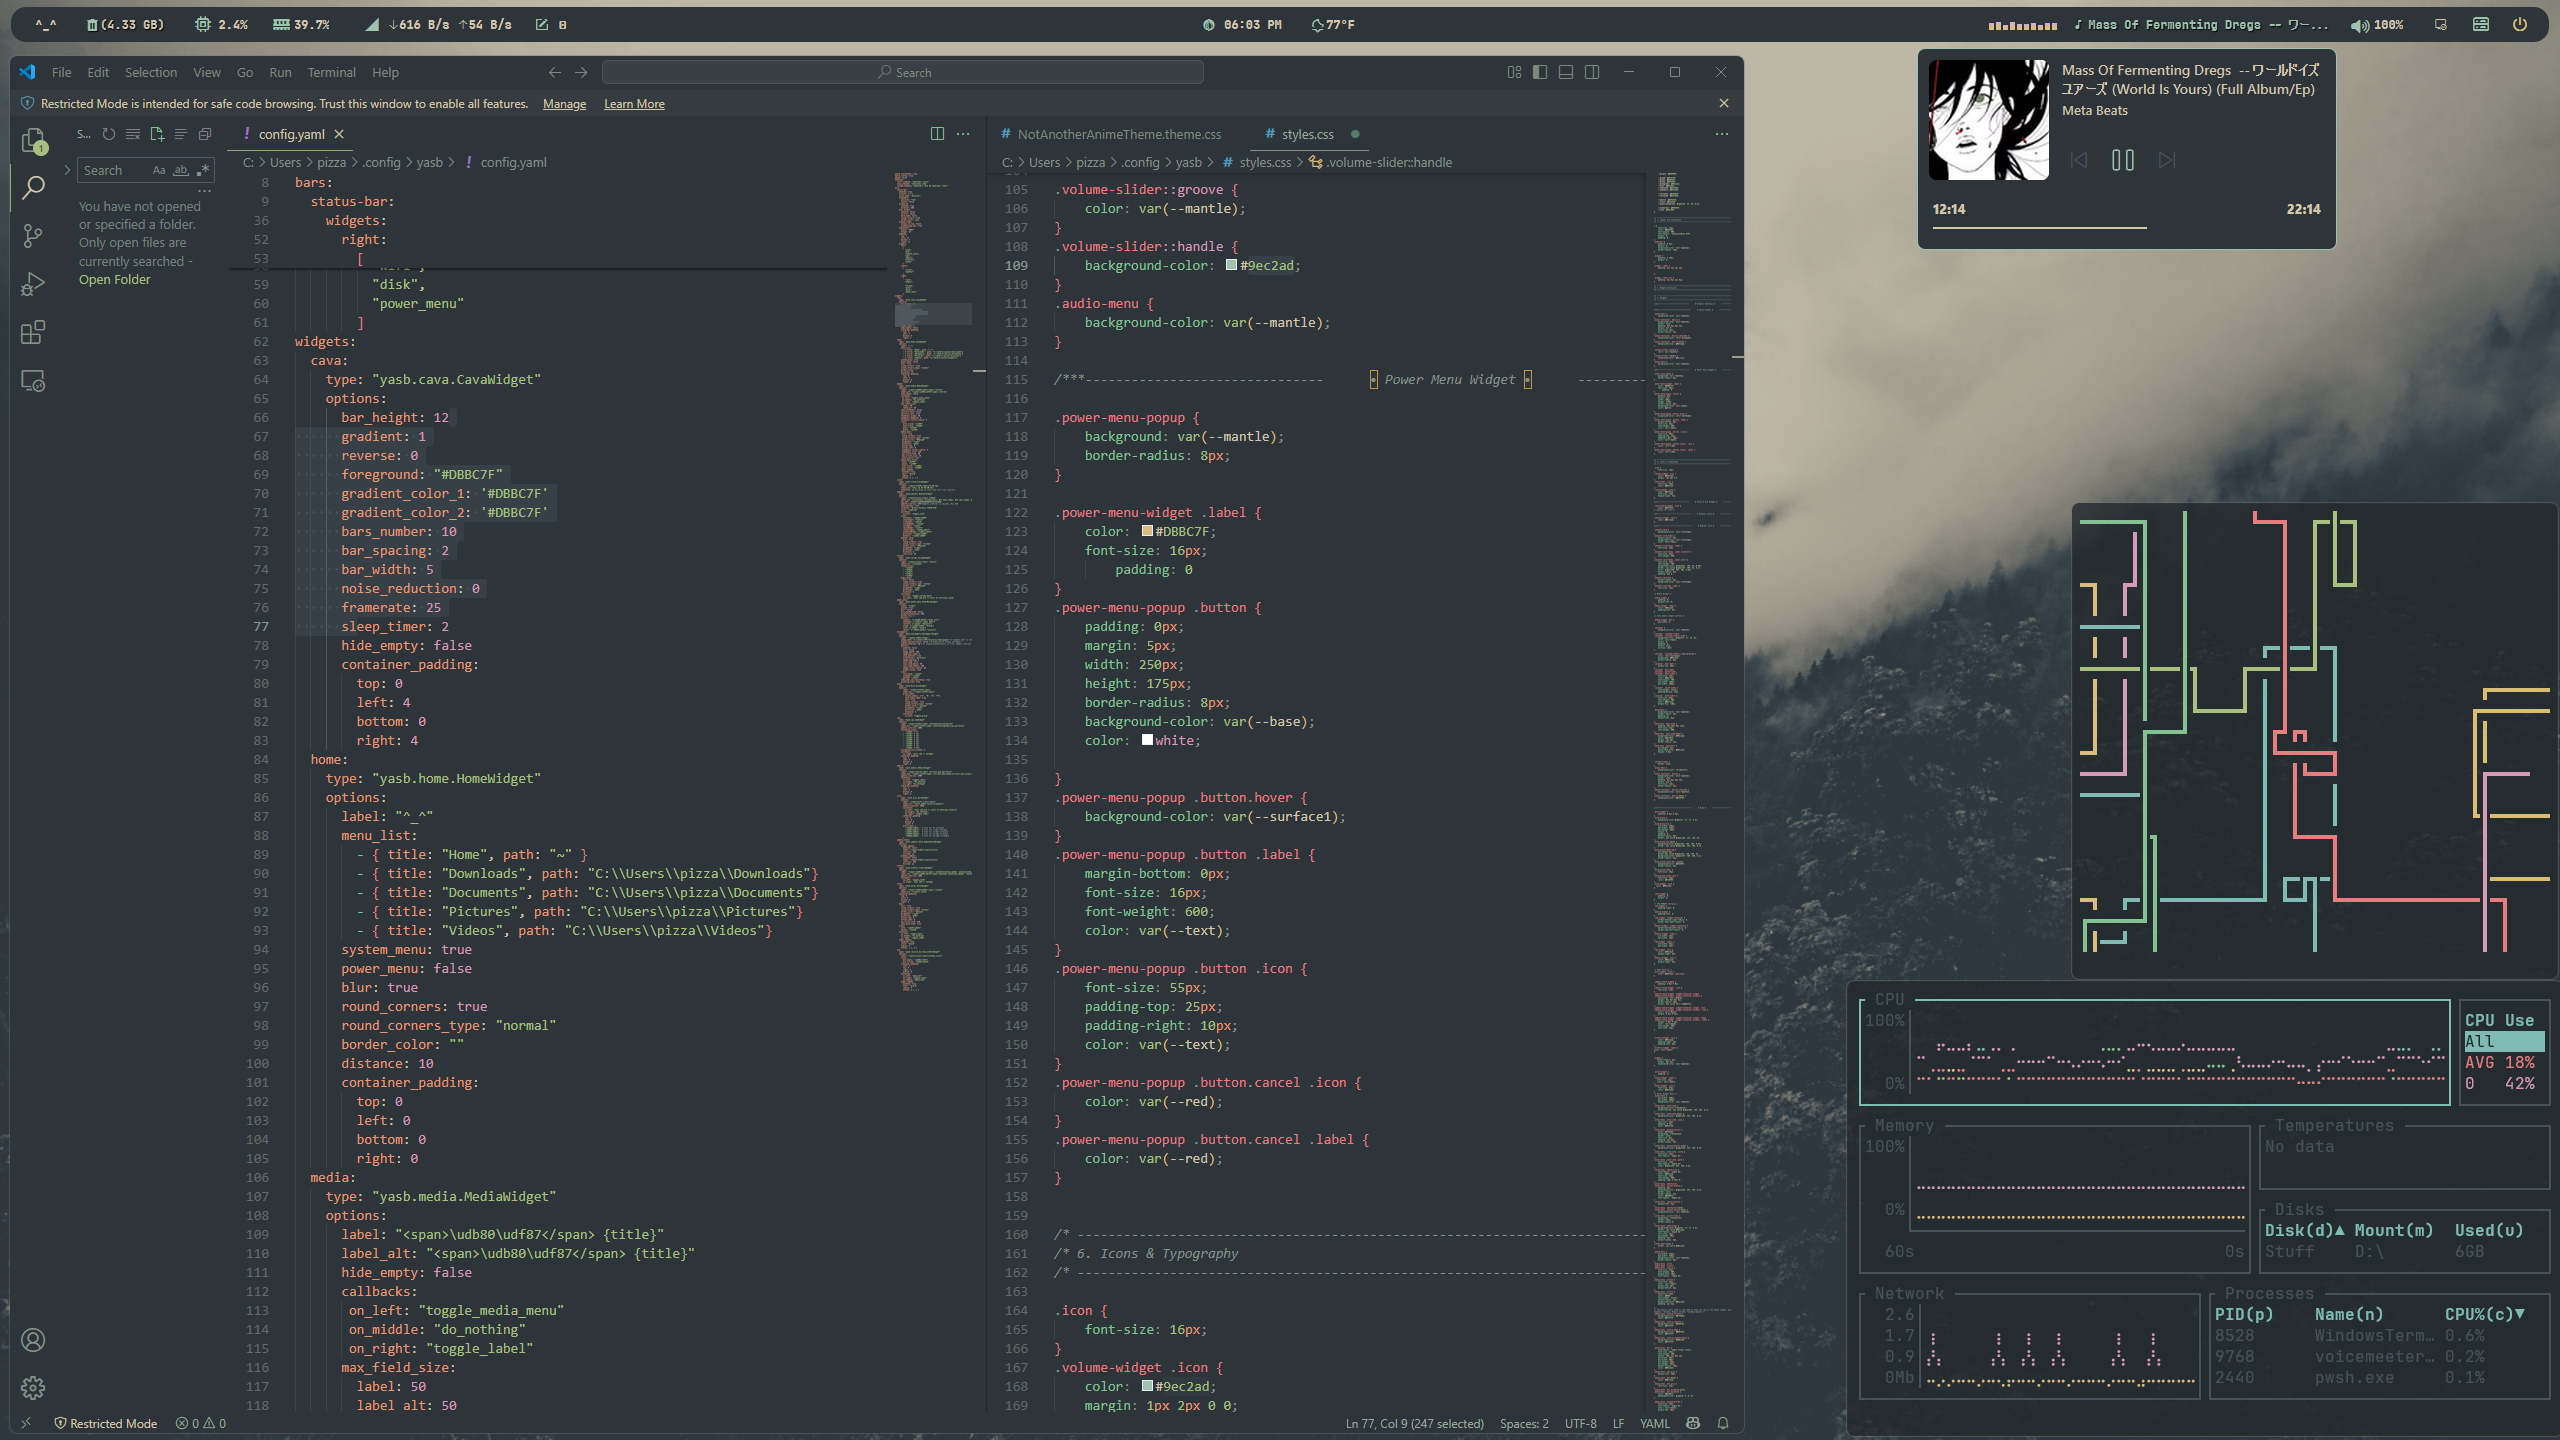 ^_^ (4.33 GB) 2.4% 39.7% ↓616 B/s ↑54 B/s 0
06:03 PM 77°F
♪ Mass Of Fermenting Dregs -- ワー... 100%
File Edit Selection View Go Run Terminal Help Search
Restricted Mode is intended for safe code browsing. Trust this window to enable all features. Manage Learn More
S...
Search
You have not opened
or specified a folder.
Only open files are
currently searched -
Open Folder
1
! config.yaml
C: > Users > pizza > .config > yasb > ! config.yaml
8 bars:
9 status-bar:
36 widgets:
52 right:
53 [
59 "disk",
60 "power_menu"
61 ]
62 widgets:
63 cava:
64 type: "yasb.cava.CavaWidget"
65 options:
66 bar_height: 12
67 gradient: 1
68 reverse: 0
69 foreground: "#DBBC7F"
70 gradient_color_1: '#DBBC7F'
71 gradient_color_2: '#DBBC7F'
72 bars_number: 10
73 bar_spacing: 2
74 bar_width: 5
75 noise_reduction: 0
76 framerate: 25
77 sleep_timer: 2
78 hide_empty: false
79 container_padding:
80 top: 0
81 left: 4
82 bottom: 0
83 right: 4
84 home:
85 type: "yasb.home.HomeWidget"
86 options:
87 label: "^_^"
88 menu_list:
89 - { title: "Home", path: "~" }
90 - { title: "Downloads", path: "C:\\Users\\pizza\\Downloads"}
91 - { title: "Documents", path: "C:\\Users\\pizza\\Documents"}
92 - { title: "Pictures", path: "C:\\Users\\pizza\\Pictures"}
93 - { title: "Videos", path: "C:\\Users\\pizza\\Videos"}
94 system_menu: true
95 power_menu: false
96 blur: true
97 round_corners: true
98 round_corners_type: "normal"
99 border_color: ""
100 distance: 10
101 container_padding:
102 top: 0
103 left: 0
104 bottom: 0
105 right: 0
106 media:
107 type: "yasb.media.MediaWidget"
108 options:
109 label: "<span>\udb80\udf87</span> {title}"
110 label_alt: "<span>\udb80\udf87</span> {title}"
111 hide_empty: false
112 callbacks:
113 on_left: "toggle_media_menu"
114 on_middle: "do_nothing"
115 on_right: "toggle_label"
116 max_field_size:
117 label: 50
118 label_alt: 50
# NotAnotherAnimeTheme.theme.css # styles.css
C: > Users > pizza > .config > yasb > # styles.css > .volume-slider::handle
105 .volume-slider::groove {
106 color: var(--mantle);
107 }
108 .volume-slider::handle {
109 background-color: #9ec2ad;
110 }
111 .audio-menu {
112 background-color: var(--mantle);
113 }
114
115 /***------------------------------- • Power Menu Widget • ---------
116
117 .power-menu-popup {
118 background: var(--mantle);
119 border-radius: 8px;
120 }
121
122 .power-menu-widget .label {
123 color: #DBBC7F;
124 font-size: 16px;
125 padding: 0
126 }
127 .power-menu-popup .button {
128 padding: 0px;
129 margin: 5px;
130 width: 250px;
131 height: 175px;
132 border-radius: 8px;
133 background-color: var(--base);
134 color: white;
135
136 }
137 .power-menu-popup .button.hover {
138 background-color: var(--surface1);
139 }
140 .power-menu-popup .button .label {
141 margin-bottom: 0px;
142 font-size: 16px;
143 font-weight: 600;
144 color: var(--text);
145 }
146 .power-menu-popup .button .icon {
147 font-size: 55px;
148 padding-top: 25px;
149 padding-right: 10px;
150 color: var(--text);
151 }
152 .power-menu-popup .button.cancel .icon {
153 color: var(--red);
154 }
155 .power-menu-popup .button.cancel .label {
156 color: var(--red);
157 }
158
159
160 /* --------------------------------------------------------------------------
161 /* 6. Icons & Typography
162 /* --------------------------------------------------------------------------
163
164 .icon {
165 font-size: 16px;
166 }
167 .volume-widget .icon {
168 color: #9ec2ad;
169 margin: 1px 2px 0 0;
Restricted Mode 0 0
Ln 77, Col 9 (247 selected) Spaces: 2 UTF-8 LF YAML
Mass Of Fermenting Dregs --ワールドイズ
ユアーズ (World Is Yours) (Full Album/Ep)
Meta Beats
12:14 22:14
CPU
100%
0%
CPU Use
All
AVG 18%
0 42%
Memory
100%
0%
60s 0s
Temperatures
No data
Disks
Disk(d)▲ Mount(m) Used(u)
Stuff D:\ 6GB
Network
2.6
1.7
0.9
0Mb
Processes
PID(p) Name(n) CPU%(c)▼
8528 WindowsTerm… 0.6%
9768 voicemeeter… 0.2%
2440 pwsh.exe 0.1%